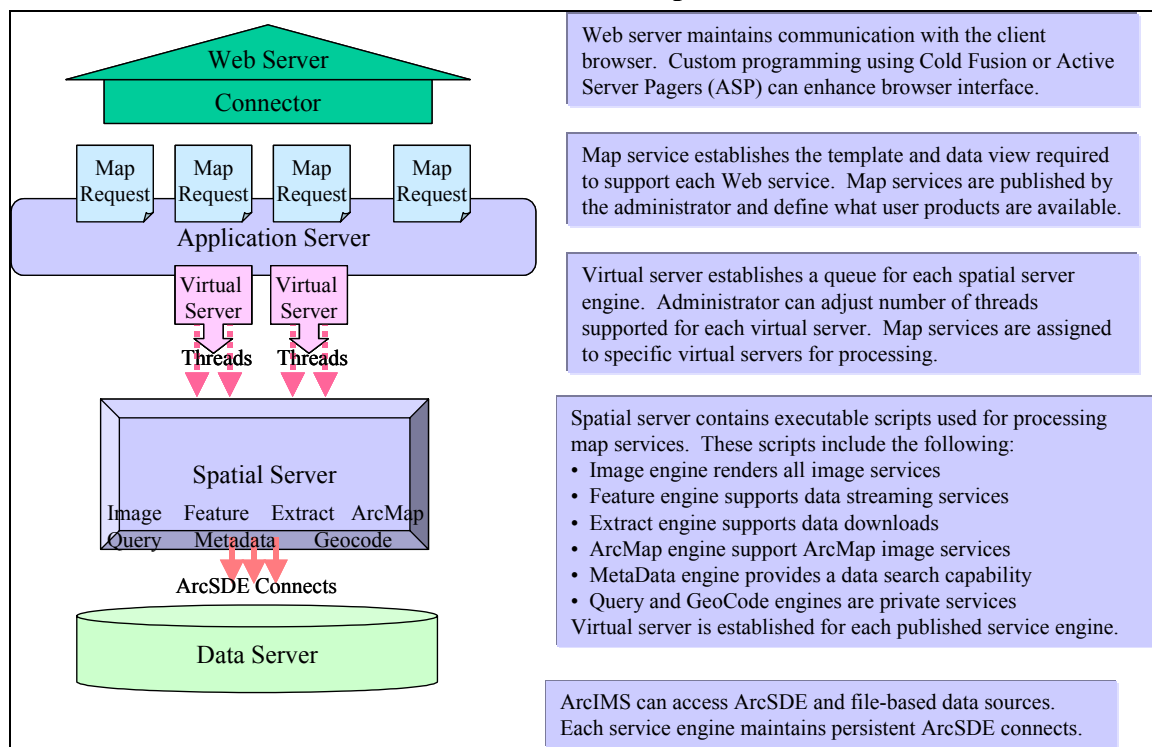 Web Server
Connector
Map
Request
Map
Request
Map
Request
Map
Request
Application Server
Virtual
Server
Virtual
Server
Threads
Threads
Spatial Server
Image Feature Extract ArcMap
Query Metadata Geocode
ArcSDE Connects
Data Server
Web server maintains communication with the client
browser. Custom programming using Cold Fusion or Active
Server Pagers (ASP) can enhance browser interface.
Map service establishes the template and data view required
to support each Web service. Map services are published by
the administrator and define what user products are available.
Virtual server establishes a queue for each spatial server
engine. Administrator can adjust number of threads
supported for each virtual server. Map services are assigned
to specific virtual servers for processing.
Spatial server contains executable scripts used for processing
map services. These scripts include the following:
• Image engine renders all image services
• Feature engine supports data streaming services
• Extract engine supports data downloads
• ArcMap engine support ArcMap image services
• MetaData engine provides a data search capability
• Query and GeoCode engines are private services
Virtual server is established for each published service engine.
ArcIMS can access ArcSDE and file-based data sources.
Each service engine maintains persistent ArcSDE connects.